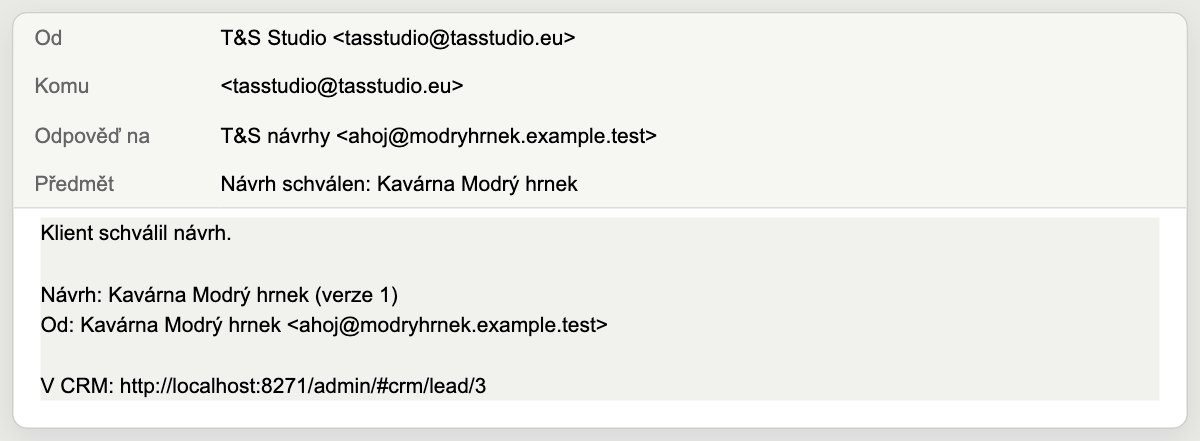 Od T&S Studio <tasstudio@tasstudio.eu>
Komu <tasstudio@tasstudio.eu>
Odpověď na T&S návrhy <ahoj@modryhrnek.example.test>
Předmět Návrh schválen: Kavárna Modrý hrnek
Klient schválil návrh.
Návrh: Kavárna Modrý hrnek (verze 1)
Od: Kavárna Modrý hrnek <ahoj@modryhrnek.example.test>
V CRM: http://localhost:8271/admin/#crm/lead/3